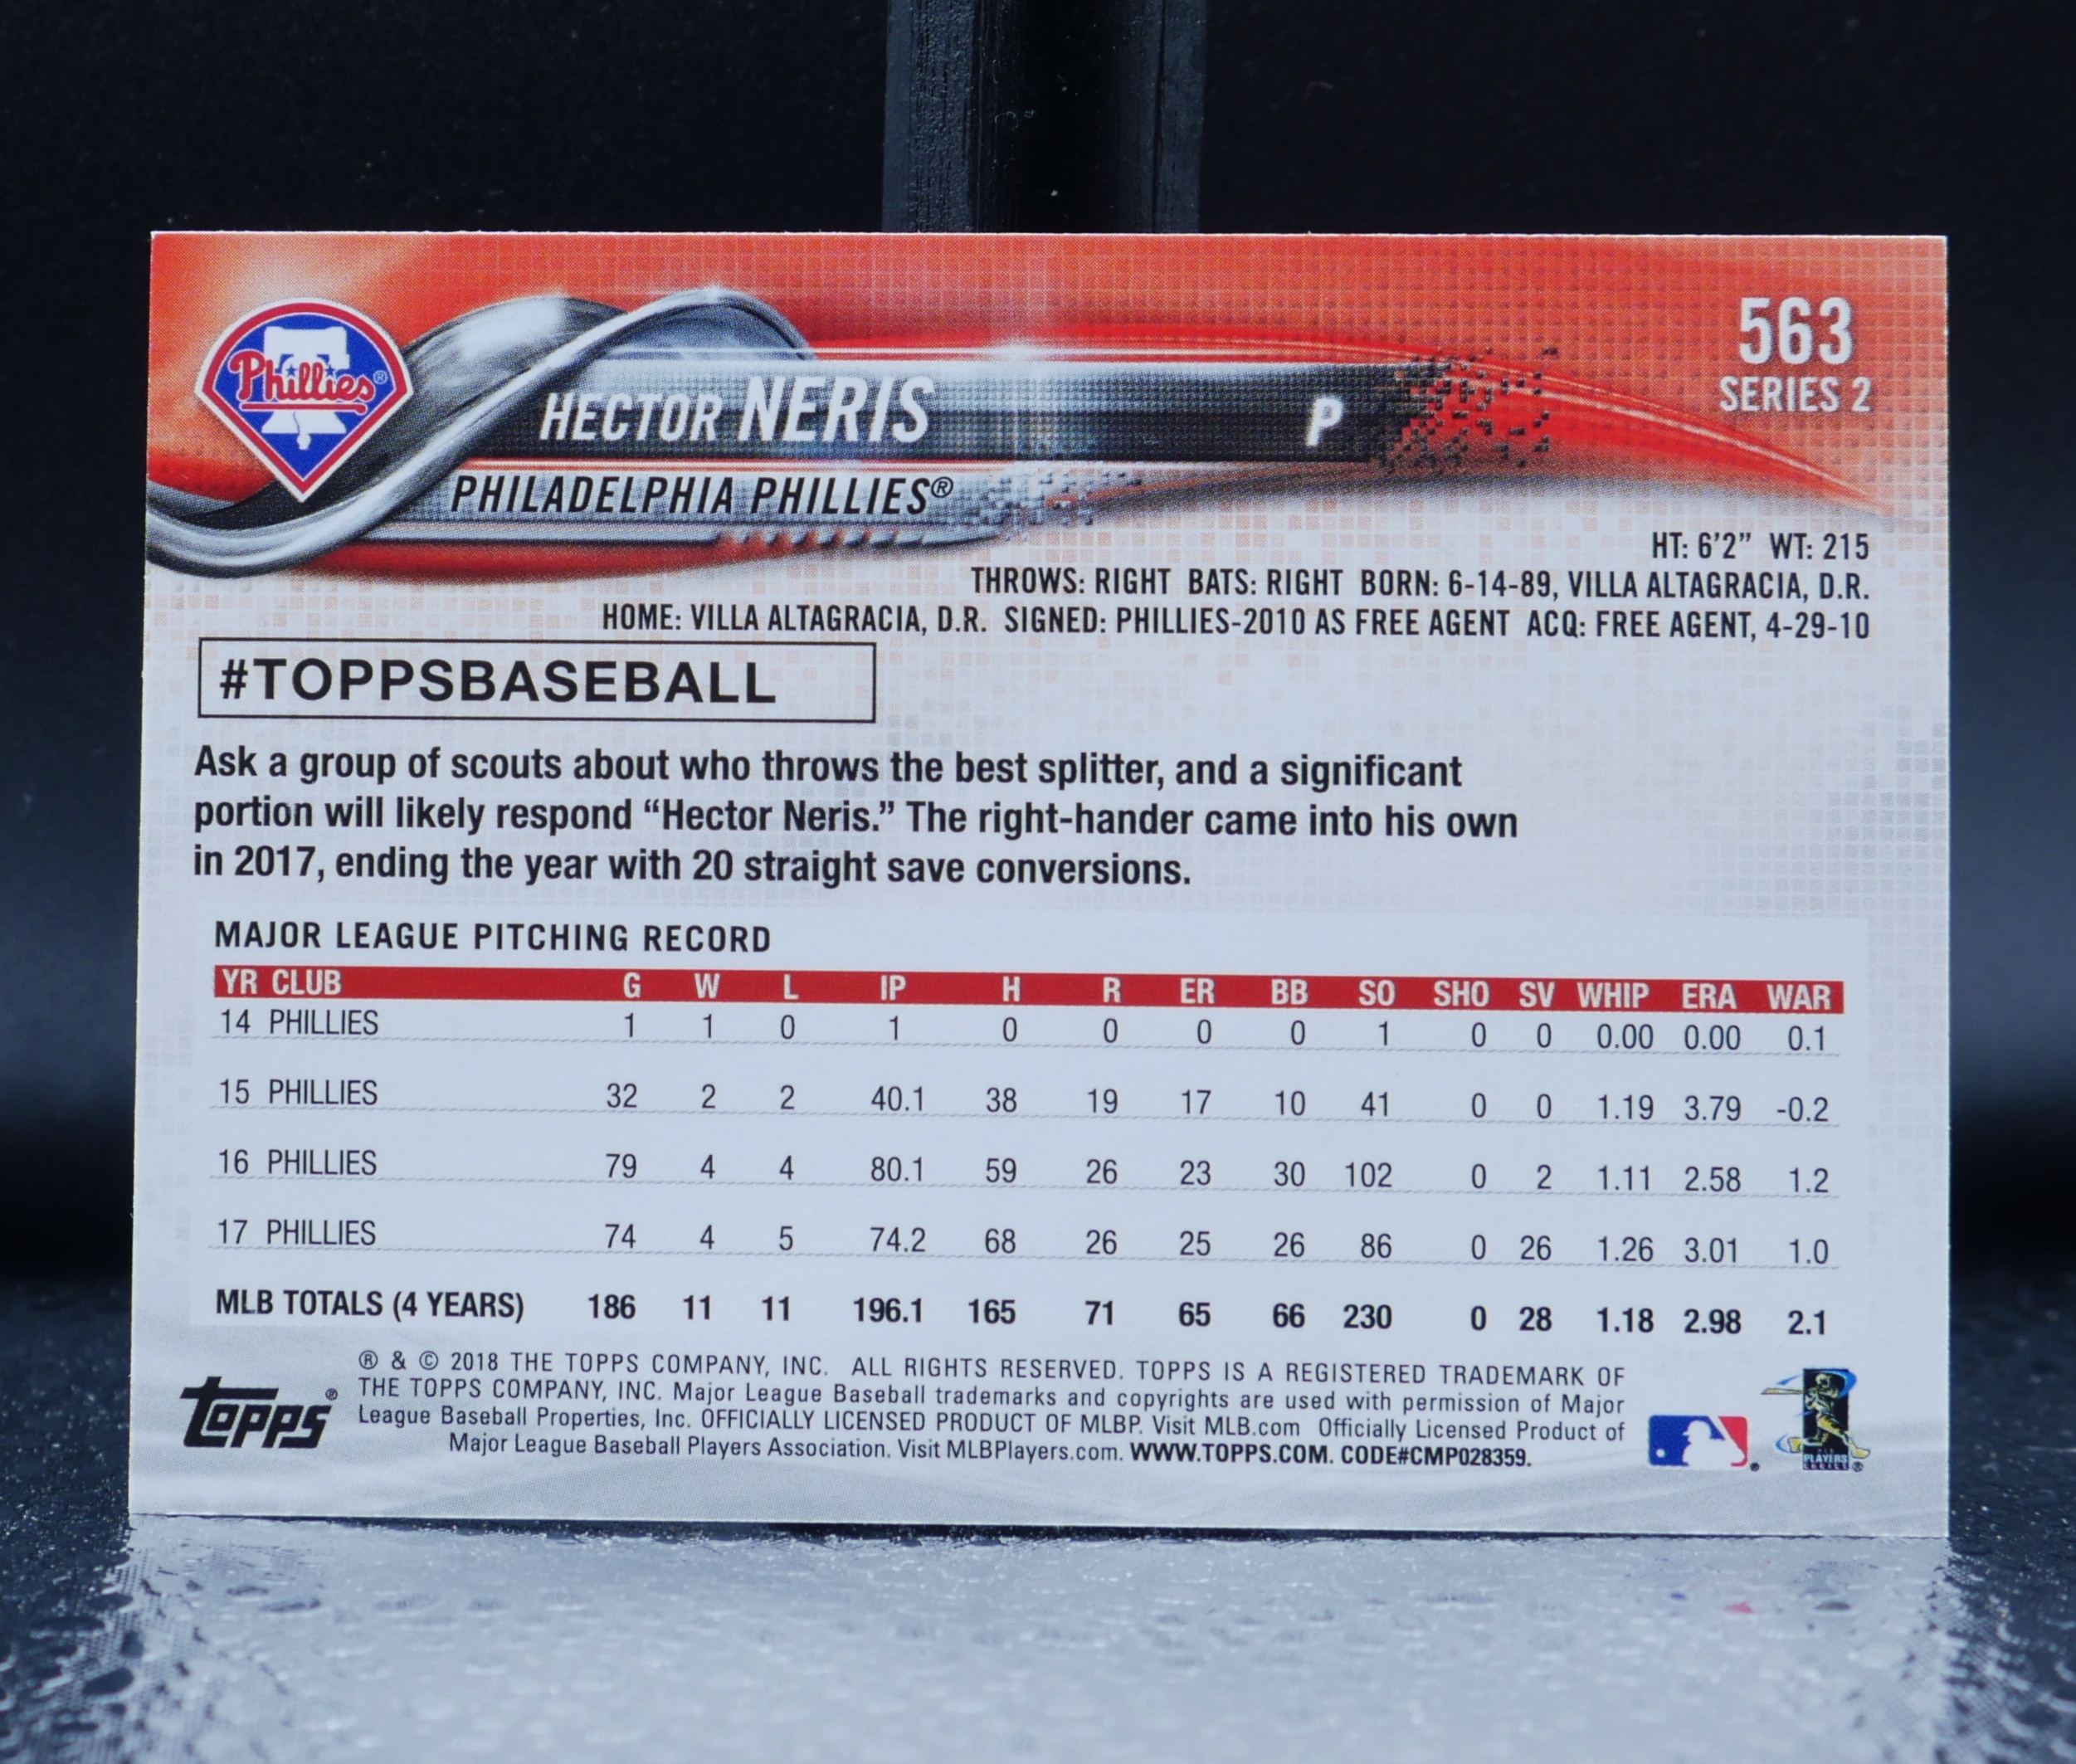 Phillies®
HECTOR NERIS P
PHILADELPHIA PHILLIES®
563
SERIES 2
HT: 6'2" WT: 215
THROWS: RIGHT BATS: RIGHT BORN: 6-14-89, VILLA ALTAGRACIA, D.R.
HOME: VILLA ALTAGRACIA, D.R. SIGNED: PHILLIES-2010 AS FREE AGENT ACQ: FREE AGENT, 4-29-10
#TOPPSBASEBALL
Ask a group of scouts about who throws the best splitter, and a significant
portion will likely respond “Hector Neris.” The right-hander came into his own
in 2017, ending the year with 20 straight save conversions.
MAJOR LEAGUE PITCHING RECORD
YR CLUB G W L IP H R ER BB SO SHO SV WHIP ERA WAR
14 PHILLIES 1 1 0 1 0 0 0 0 1 0 0 0.00 0.00 0.1
15 PHILLIES 32 2 2 40.1 38 19 17 10 41 0 0 1.19 3.79 -0.2
16 PHILLIES 79 4 4 80.1 59 26 23 30 102 0 2 1.11 2.58 1.2
17 PHILLIES 74 4 5 74.2 68 26 25 26 86 0 26 1.26 3.01 1.0
MLB TOTALS (4 YEARS) 186 11 11 196.1 165 71 65 66 230 0 28 1.18 2.98 2.1
® & © 2018 THE TOPPS COMPANY, INC. ALL RIGHTS RESERVED. TOPPS IS A REGISTERED TRADEMARK OF
THE TOPPS COMPANY, INC. Major League Baseball trademarks and copyrights are used with permission of Major
League Baseball Properties, Inc. OFFICIALLY LICENSED PRODUCT OF MLBP. Visit MLB.com Officially Licensed Product of
Major League Baseball Players Association. Visit MLBPlayers.com. WWW.TOPPS.COM. CODE#CMP028359.
Topps®
PLAYERS
CHOICE®